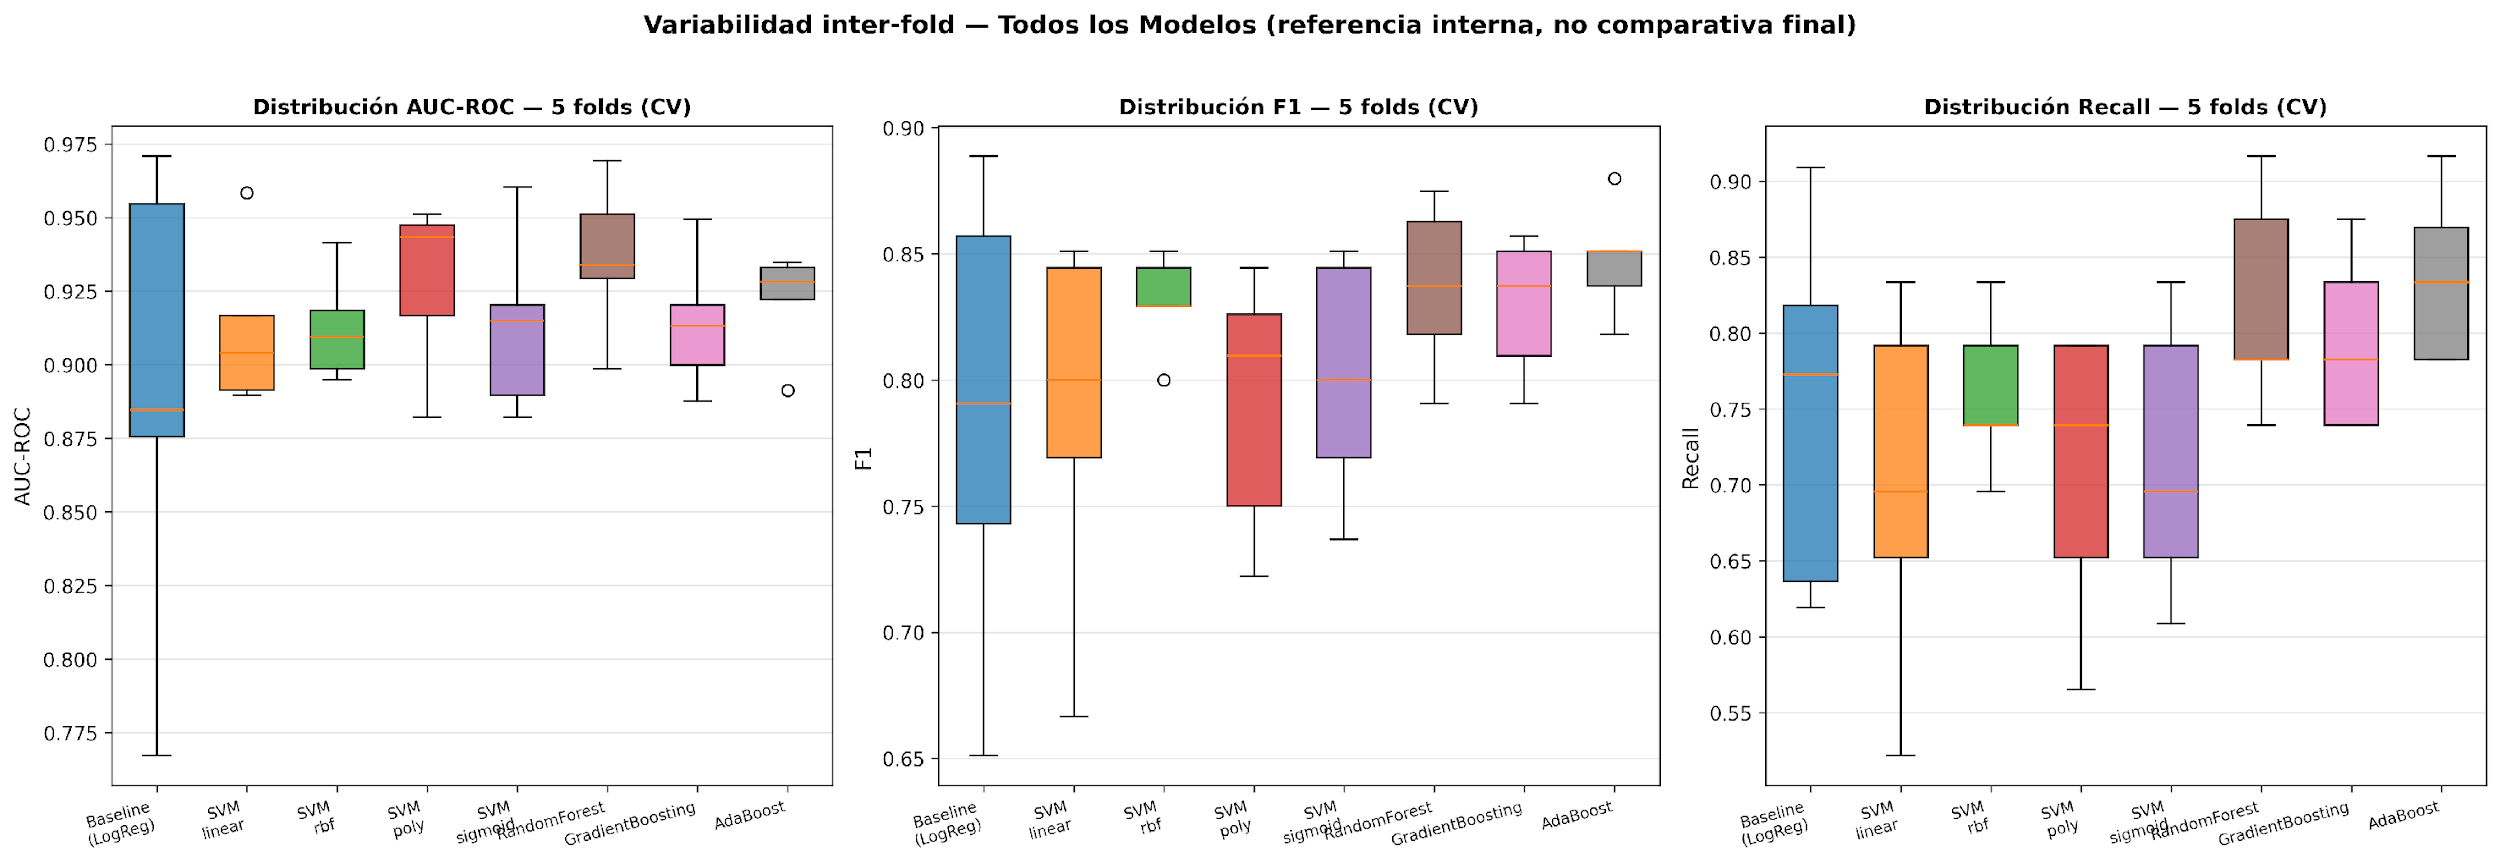 Variabilidad inter-fold — Todos los Modelos (referencia interna, no comparativa final)
Distribución AUC-ROC — 5 folds (CV)
AUC-ROC
0.975
0.950
0.925
0.900
0.875
0.850
0.825
0.800
0.775
Baseline
(LogReg)
SVM
linear
SVM
rbf
SVM
poly
SVM
sigmoid
RandomForest
GradientBoosting
AdaBoost
Distribución F1 — 5 folds (CV)
F1
0.90
0.85
0.80
0.75
0.70
0.65
Baseline
(LogReg)
SVM
linear
SVM
rbf
SVM
poly
SVM
sigmoid
RandomForest
GradientBoosting
AdaBoost
Distribución Recall — 5 folds (CV)
Recall
0.90
0.85
0.80
0.75
0.70
0.65
0.60
0.55
Baseline
(LogReg)
SVM
linear
SVM
rbf
SVM
poly
SVM
sigmoid
RandomForest
GradientBoosting
AdaBoost